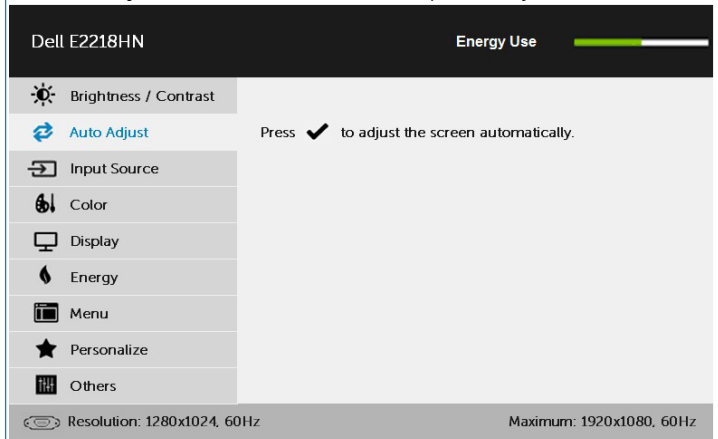 Dell E2218HN Energy Use
Brightness / Contrast
Auto Adjust Press ✔ to adjust the screen automatically.
Input Source
Color
Display
Energy
Menu
Personalize
Others
Resolution: 1280x1024, 60Hz Maximum: 1920x1080, 60Hz